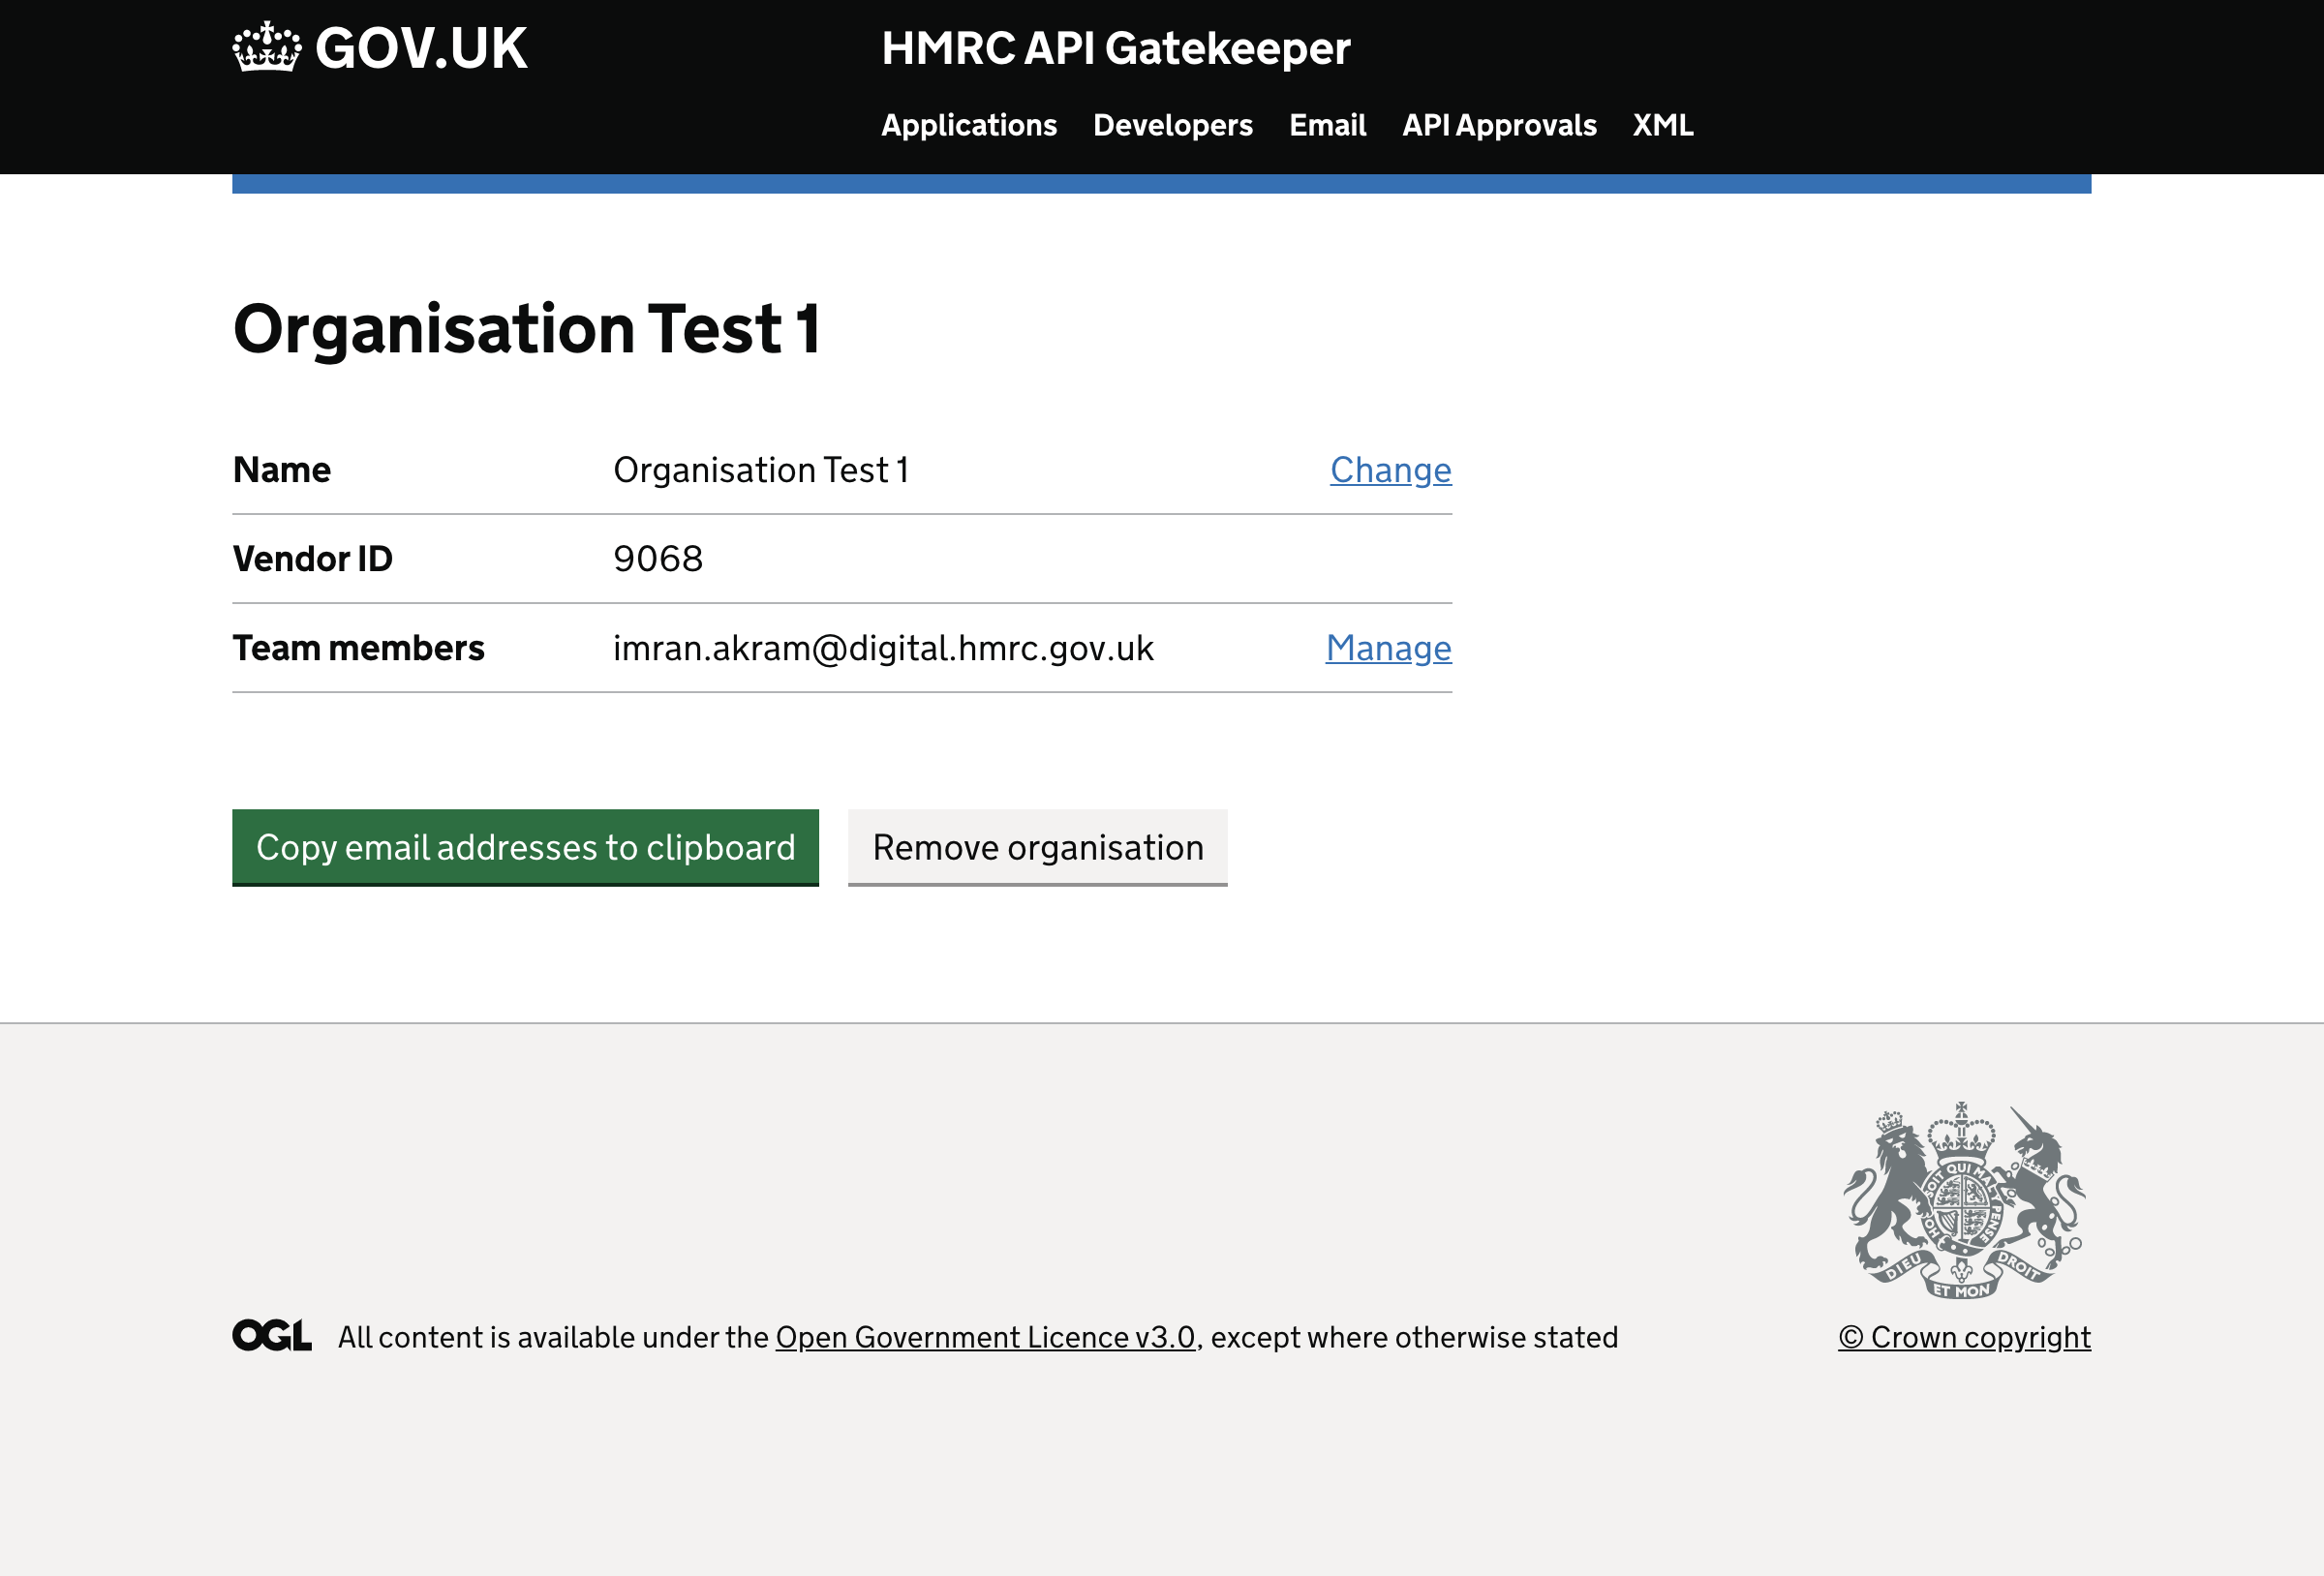 GOV.UK
HMRC API Gatekeeper
Applications Developers Email API Approvals XML
Organisation Test 1
Name Organisation Test 1 Change
Vendor ID 9068
Team members imran.akram@digital.hmrc.gov.uk Manage
Copy email addresses to clipboard Remove organisation
SOIT QUI MAL Y PENSE
HO
DIEU ET MON DROIT
OGL All content is available under the Open Government Licence v3.0, except where otherwise stated
© Crown copyright